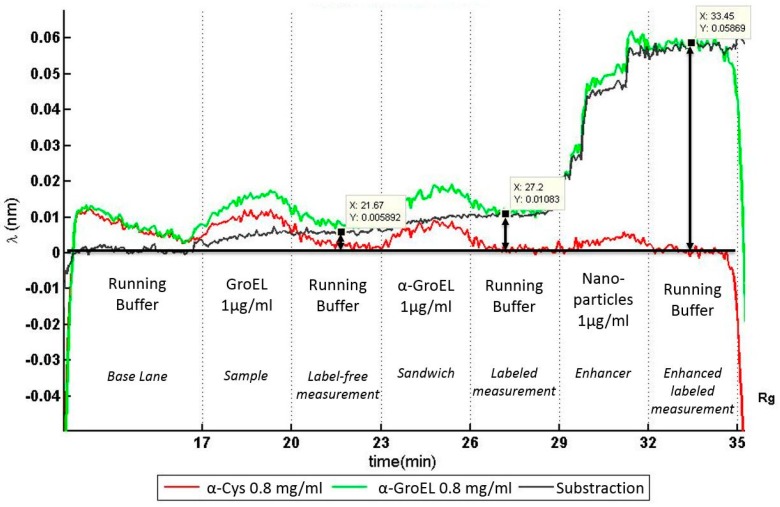 X: 33.45
Y: 0.05869
0.06
0.05
0.04
0.03
0.02
0.01
0
-0.01
-0.02
-0.03
-0.04
λ (nm)
X: 21.67
Y: 0.005892
X: 27.2
Y: 0.01083
Running
Buffer
GroEL
1µg/ml
Running
Buffer
α-GroEL
1µg/ml
Running
Buffer
Nano-
particles
1µg/ml
Running
Buffer
Base Lane
Sample
Label-free
measurement
Sandwich
Labeled
measurement
Enhancer
Enhanced
labeled
measurement
Rg
17 20 23 26 29 32 35
time(min)
α-Cys 0.8 mg/ml α-GroEL 0.8 mg/ml Substraction